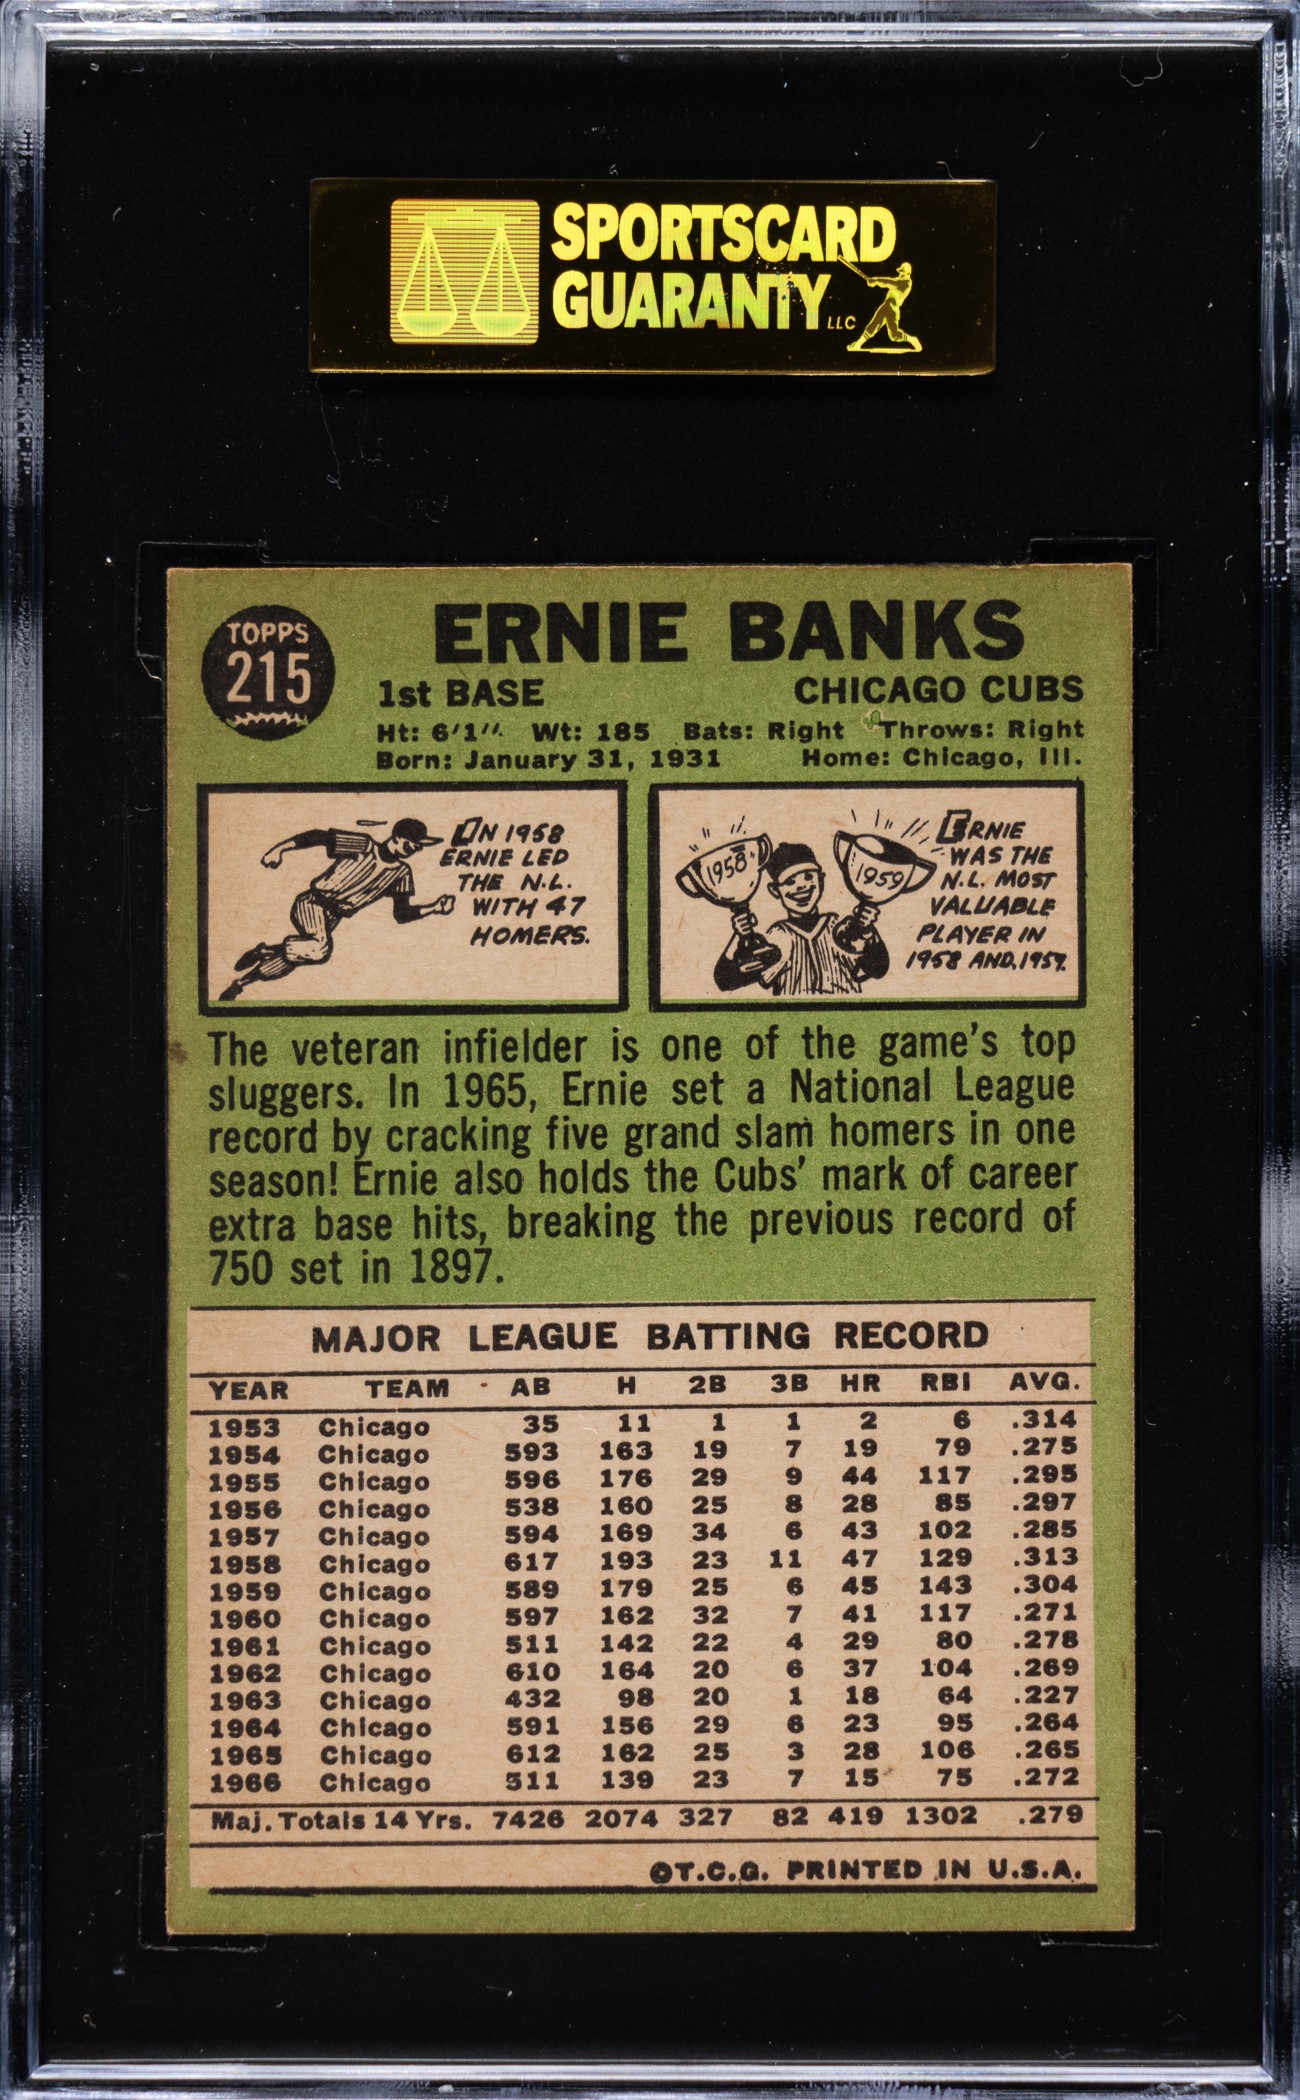 SPORTSCARD
GUARANTY LLC
TOPPS
215
ERNIE BANKS
1st BASE CHICAGO CUBS
Ht: 6'1" Wt: 185 Bats: Right Throws: Right
Born: January 31, 1931 Home: Chicago, Ill.
IN 1958
ERNIE LED
THE N.L.
WITH 47
HOMERS.
1958
1959
ERNIE
WAS THE
N.L. MOST
VALUABLE
PLAYER IN
1958 AND 1959.
The veteran infielder is one of the game's top
sluggers. In 1965, Ernie set a National League
record by cracking five grand slam homers in one
season! Ernie also holds the Cubs' mark of career
extra base hits, breaking the previous record of
750 set in 1897.
MAJOR LEAGUE BATTING RECORD
YEAR TEAM AB H 2B 3B HR RBI AVG.
1953 Chicago 35 11 1 1 2 6 .314
1954 Chicago 593 163 19 7 19 79 .275
1955 Chicago 596 176 29 9 44 117 .295
1956 Chicago 538 160 25 8 28 85 .297
1957 Chicago 594 169 34 6 43 102 .285
1958 Chicago 617 193 23 11 47 129 .313
1959 Chicago 589 179 25 6 45 143 .304
1960 Chicago 597 162 32 7 41 117 .271
1961 Chicago 511 142 22 4 29 80 .278
1962 Chicago 610 164 20 6 37 104 .269
1963 Chicago 432 98 20 1 18 64 .227
1964 Chicago 591 156 29 6 23 95 .264
1965 Chicago 612 162 25 3 28 106 .265
1966 Chicago 511 139 23 7 15 75 .272
Maj. Totals 14 Yrs. 7426 2074 327 82 419 1302 .279
©T.C.G. PRINTED IN U.S.A.